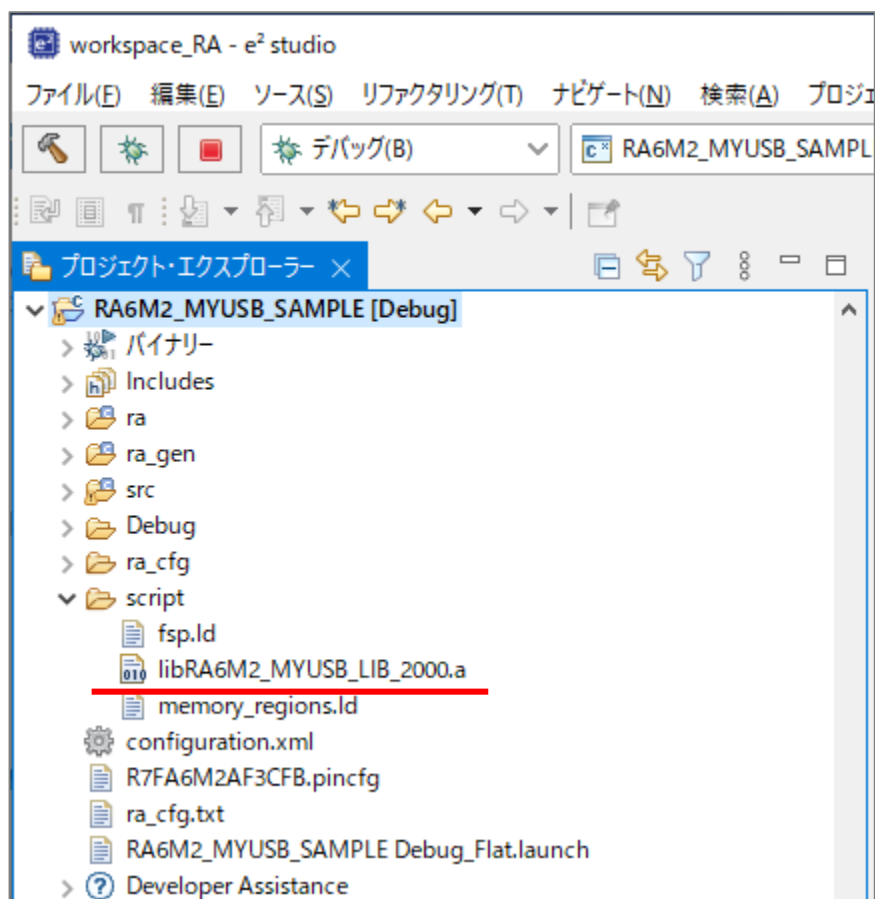 workspace_RA - e² studio
ファイル(F) 編集(E) ソース(S) リファクタリング(T) ナビゲート(N) 検索(A) プロジェ
デバッグ(B) RA6M2_MYUSB_SAMPL
プロジェクト・エクスプローラー
RA6M2_MYUSB_SAMPLE [Debug]
バイナリー
Includes
ra
ra_gen
src
Debug
ra_cfg
script
fsp.ld
libRA6M2_MYUSB_LIB_2000.a
memory_regions.ld
configuration.xml
R7FA6M2AF3CFB.pincfg
ra_cfg.txt
RA6M2_MYUSB_SAMPLE Debug_Flat.launch
Developer Assistance